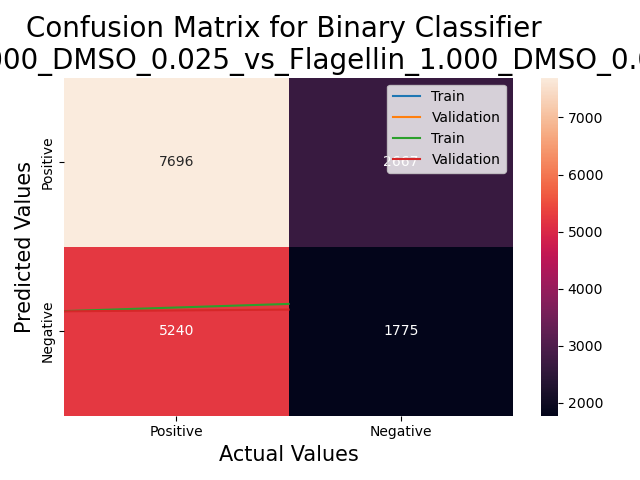 Confusion Matrix for Binary Classifier
000_DMSO_0.025_vs_Flagellin_1.000_DMSO_0.0
Train
Validation
Train
Validation
7696
5240
1775
Positive
Negative
Predicted Values
Positive
Negative
Actual Values
7000
6000
5000
4000
3000
2000